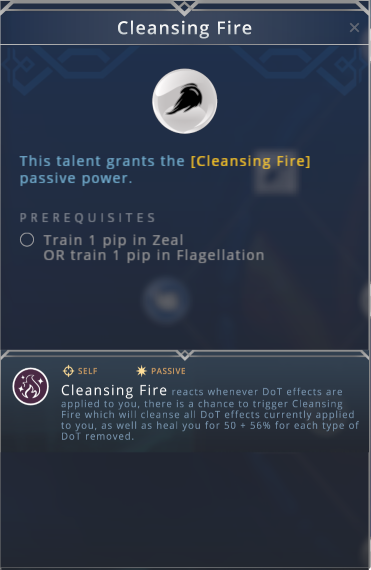 Cleansing Fire
This talent grants the [Cleansing Fire]
passive power.
PREREQUISITES
Train 1 pip in Zeal
OR train 1 pip in Flagellation
SELF PASSIVE
Cleansing Fire reacts whenever DoT effects are
applied to you, there is a chance to trigger Cleansing
Fire which will cleanse all DoT effects currently applied
to you, as well as heal you for 50 + 56% for each type of
DoT removed.